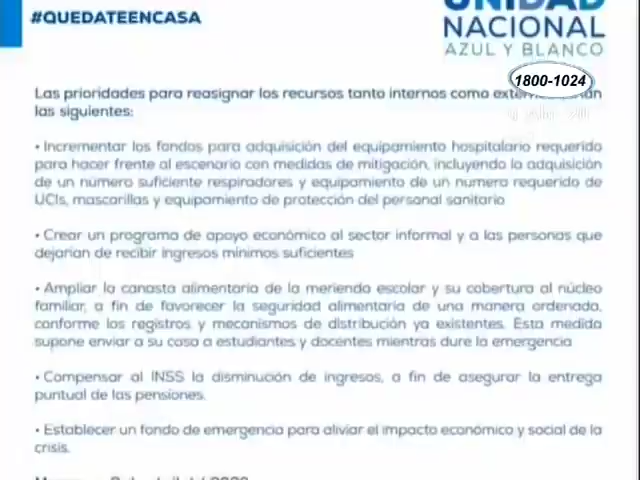 #QUEDATEENCASA
UNIDAD
NACIONAL
AZUL Y BLANCO
1800-1024
Las prioridades para reasignar los recursos tanto internos como
las siguientes:
• Incrementar los fondos para adquisición del equipamiento hospitalario requerido
para hacer frente al escenario con medidas de mitigación, incluyendo la adquisición
de un número suficiente respiradores y equipamiento de un numero requerido de
UCIs, mascarillas y equipamiento de protección del personal sanitario
• Crear un programa de apoyo económico al sector informal y a las personas que
dejarían de recibir ingresos mínimos suficientes
• Ampliar la canasta alimentaria de la merienda escolar y su cobertura al núcleo
familiar, a fin de favorecer la seguridad alimentaria de una manera ordenada,
conforme los registros y mecanismos de distribución ya existentes. Esta medida
supone enviar a su casa a estudiantes y docentes mientras dure la emergencia
• Compensar al INSS la disminución de ingresos, a fin de asegurar la entrega
puntual de las pensiones.
• Establecer un fondo de emergencia para aliviar el impacto económico y social de la
crisis.